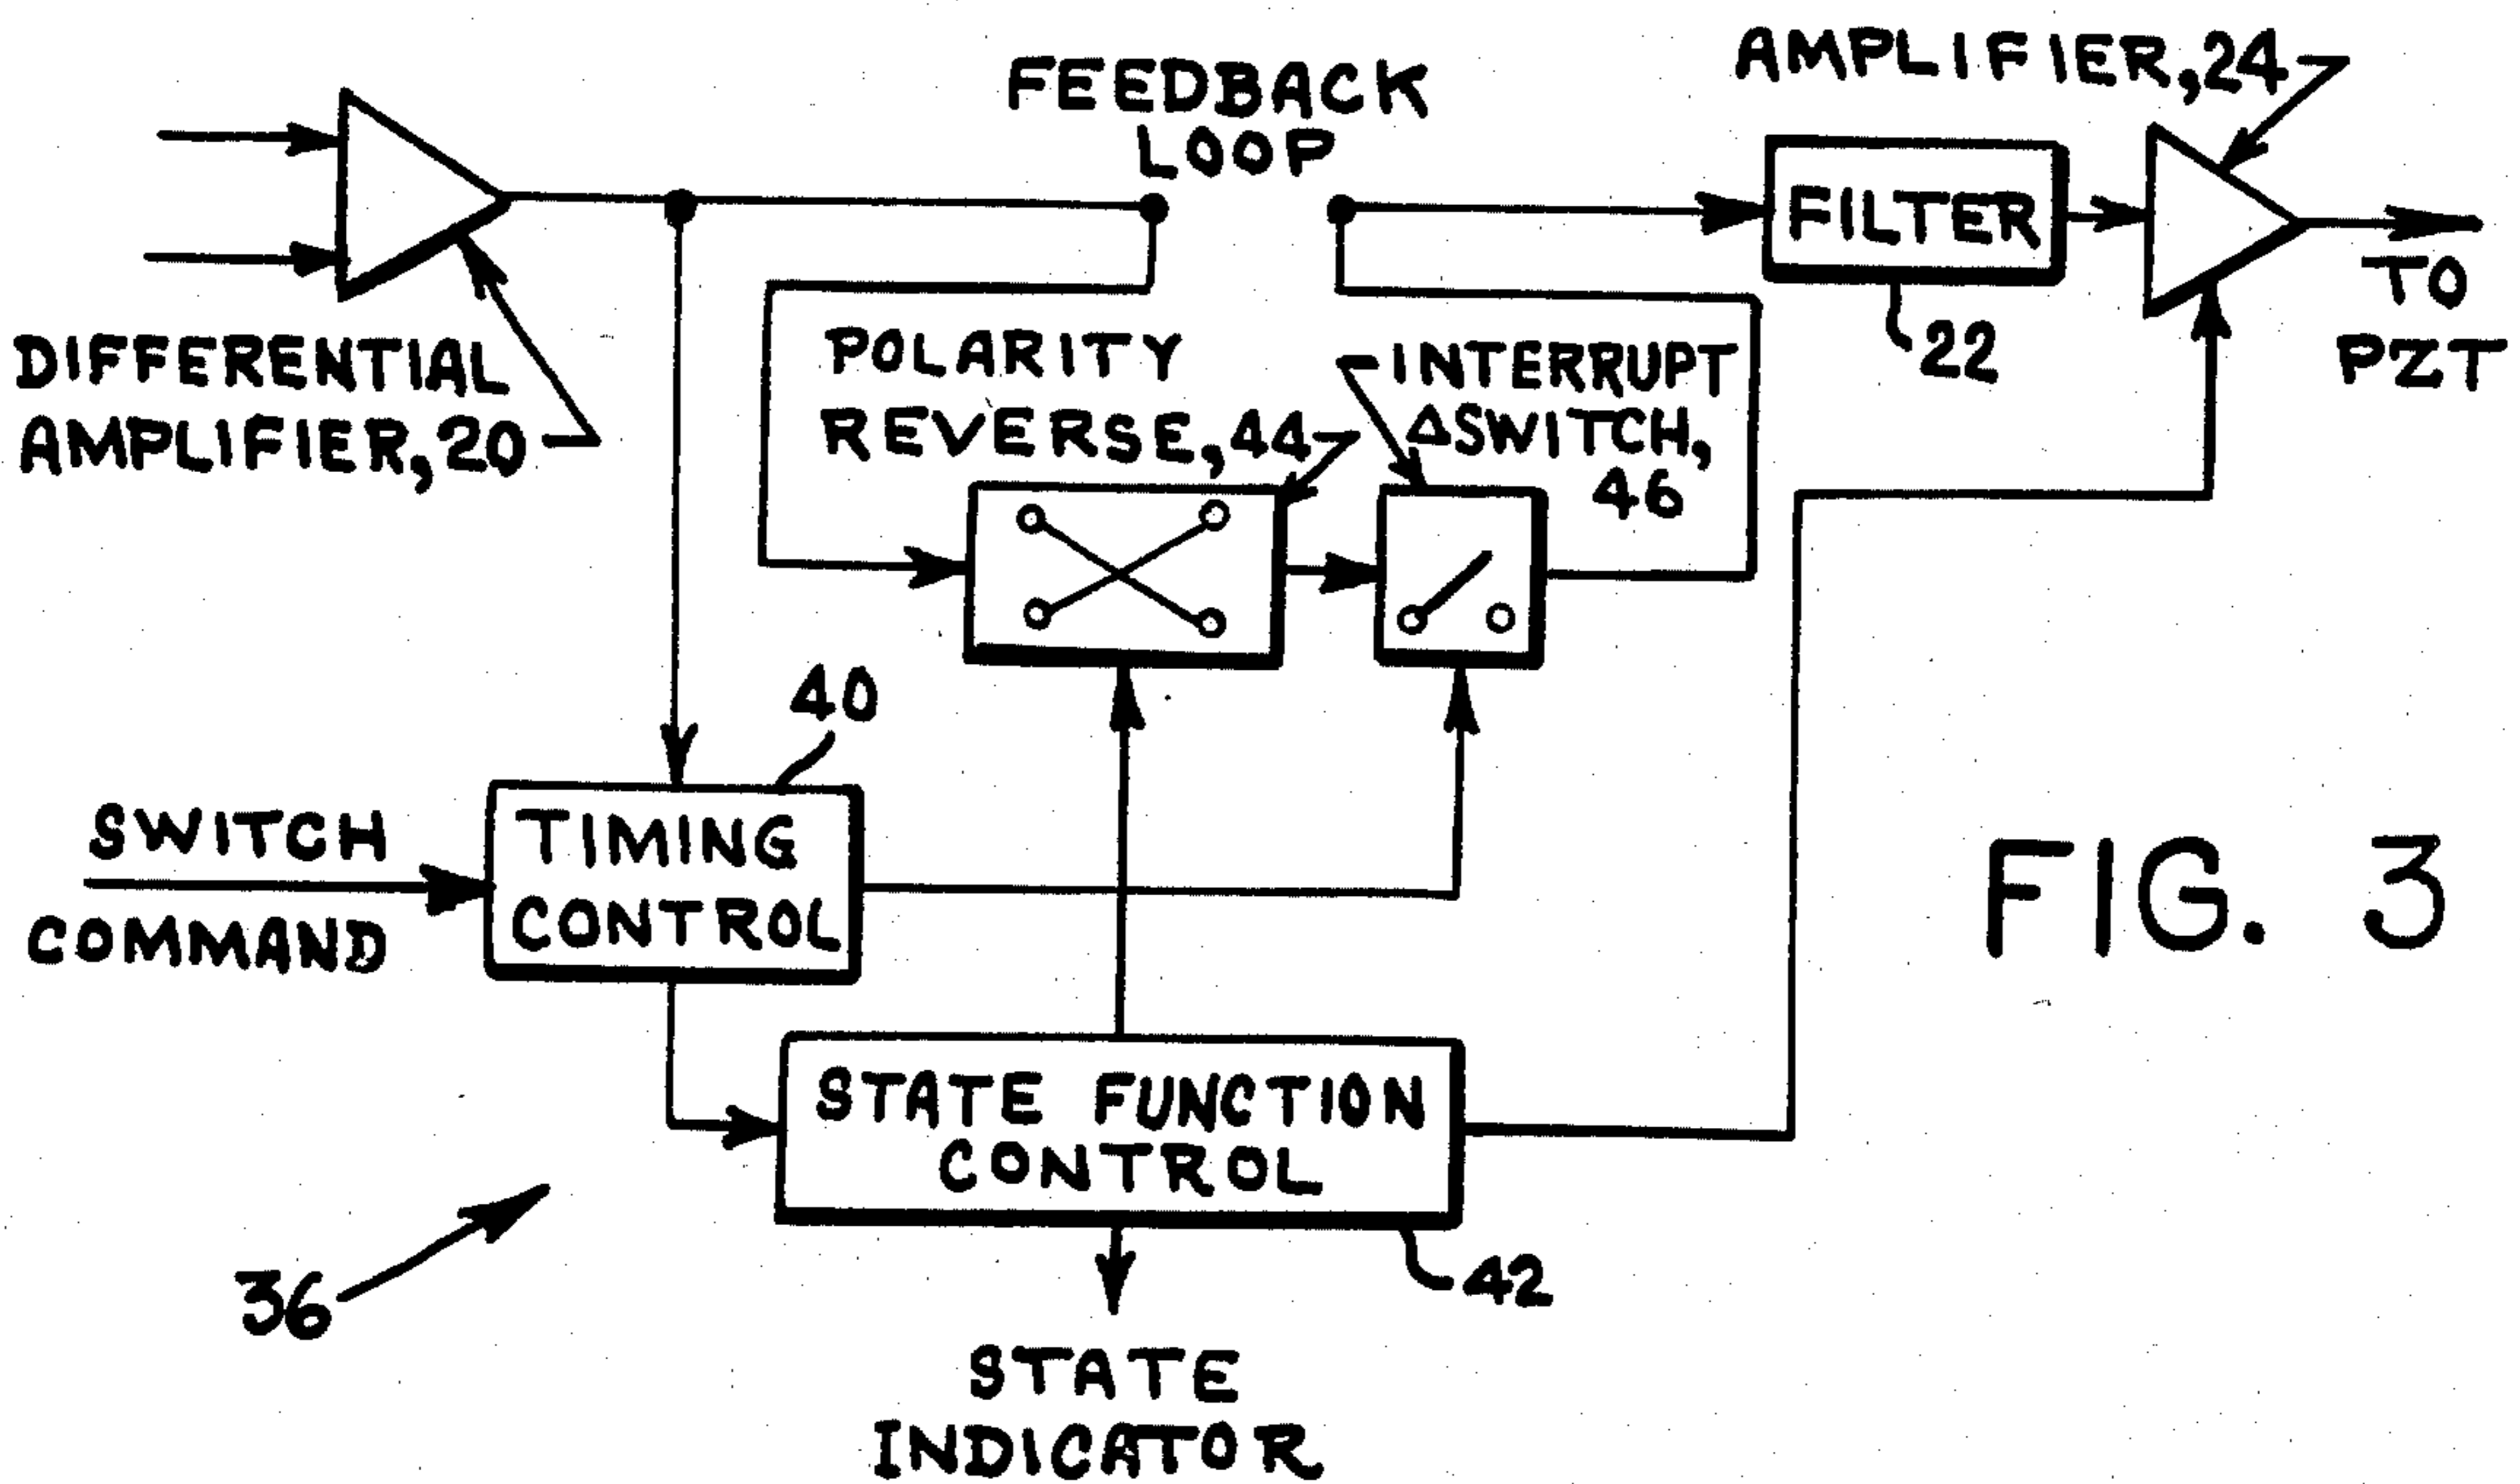 FEEDBACK
LOOP
AMPLIFIER,24
FILTER
22
TO
PZT
DIFFERENTIAL
AMPLIFIER,20
POLARITY
REVERSE,44
INTERRUPT
ΔSWITCH,
46
40
SWITCH
COMMAND
TIMING
CONTROL
FIG. 3
STATE FUNCTION
CONTROL
42
36
STATE
INDICATOR